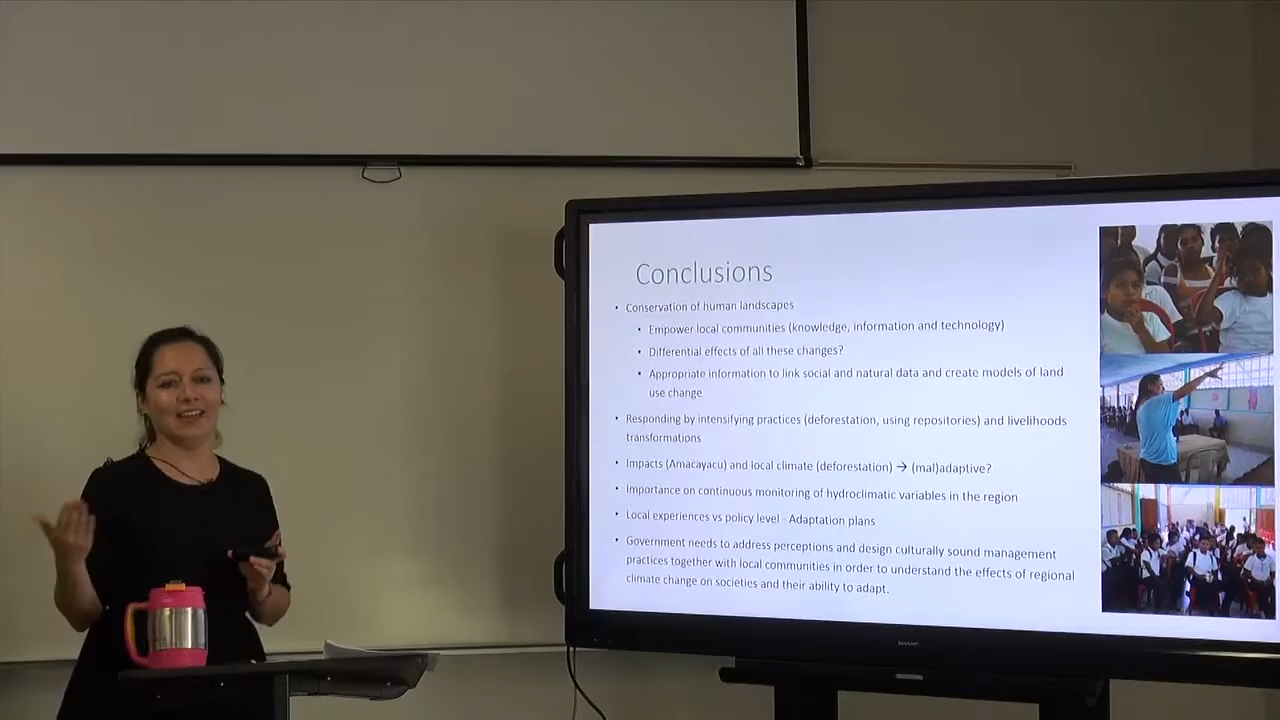 Conclusions
• Conservation of human landscapes
• Empower local communities (knowledge, information and technology)
• Differential effects of all these changes?
• Appropriate information to link social and natural data and create models of land
use change
• Responding by intensifying practices (deforestation, using repositories) and livelihoods
transformations
• Impacts (Amacayacu) and local climate (deforestation) → (mal)adaptive?
• Importance on continuous monitoring of hydroclimatic variables in the region
• Local experiences vs policy level - Adaptation plans
• Government needs to address perceptions and design culturally sound management
practices together with local communities in order to understand the effects of regional
climate change on societies and their ability to adapt.
SHARP